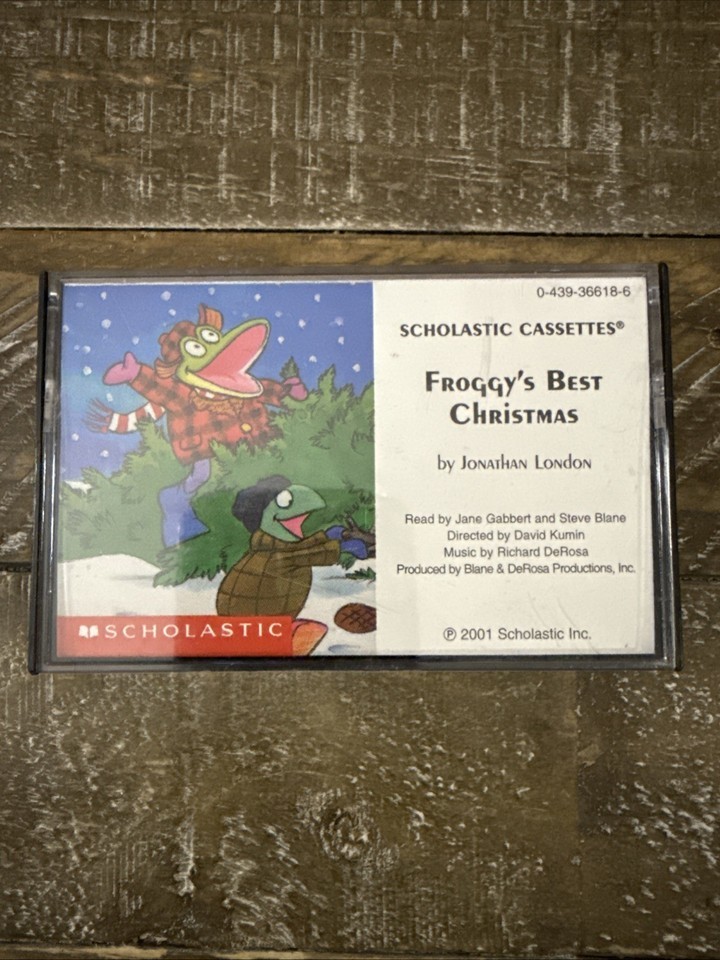 0-439-36618-6
SCHOLASTIC CASSETTES®
Froggy's Best
Christmas
by Jonathan London
Read by Jane Gabbert and Steve Blane
Directed by David Kumin
Music by Richard DeRosa
Produced by Blane & DeRosa Productions, Inc.
℗ 2001 Scholastic Inc.
SCHOLASTIC